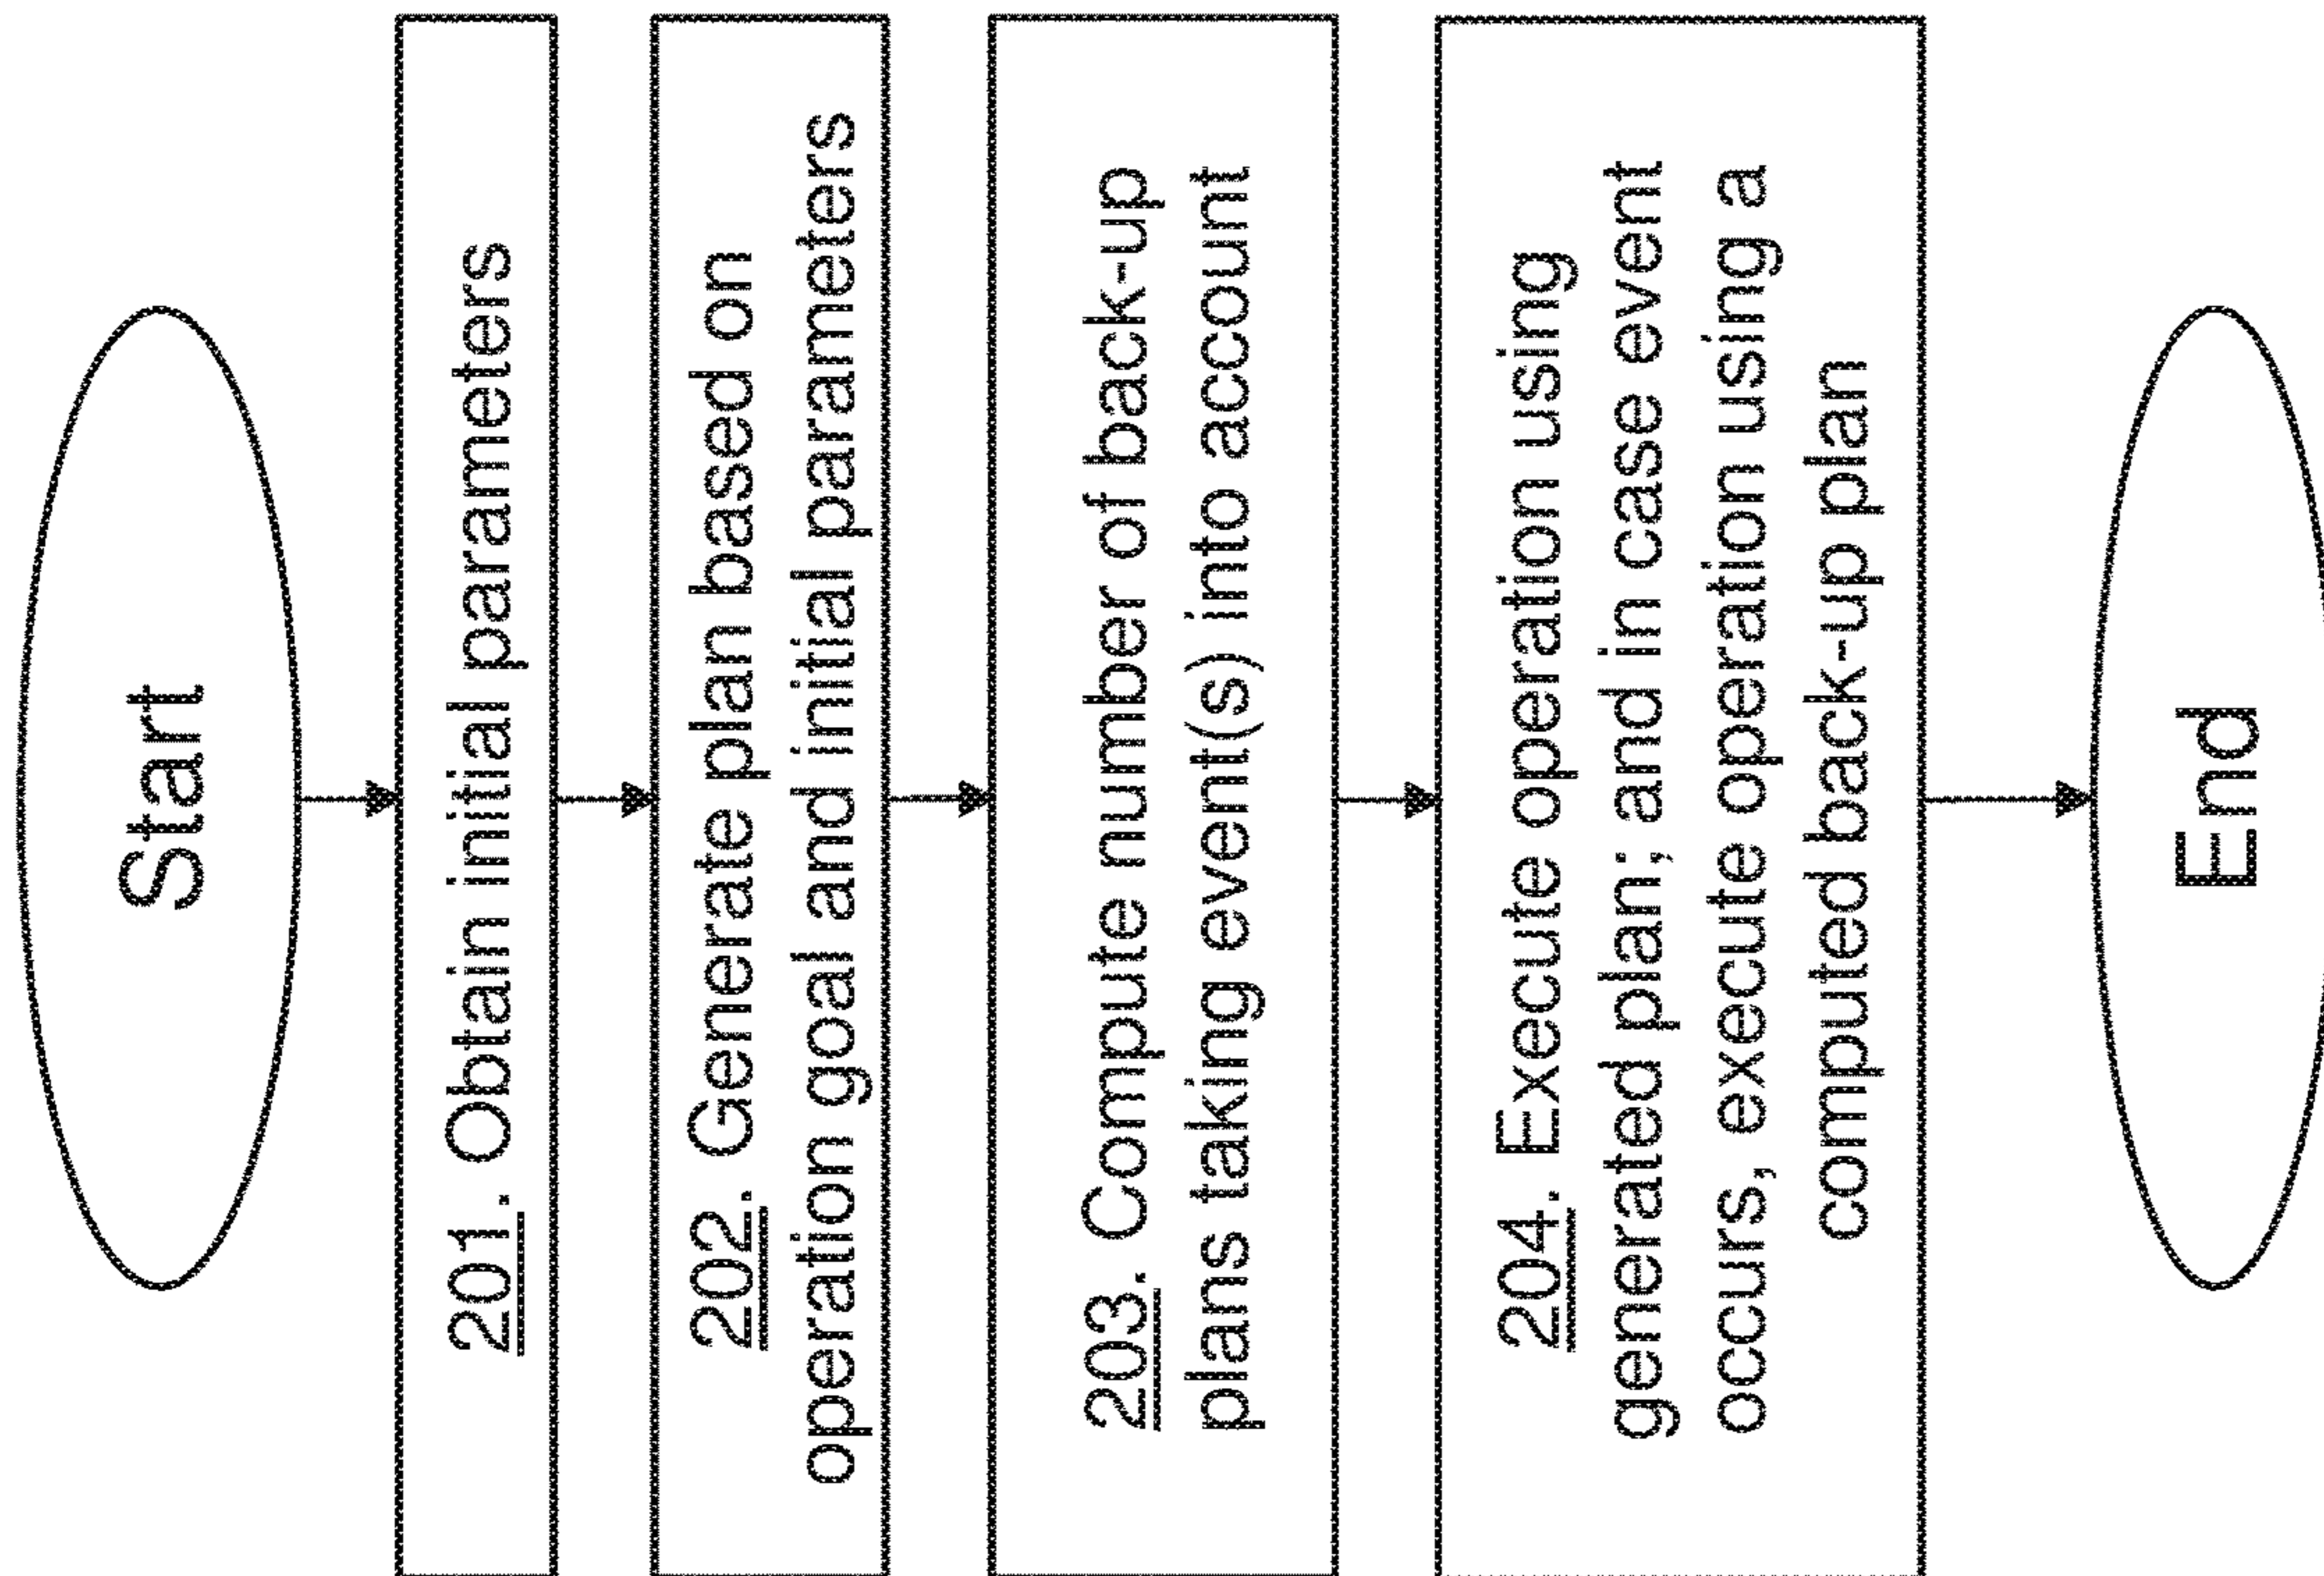 Start
201. Obtain initial parameters
202. Generate plan based on
operation goal and initial parameters
203. Compute number of back-up
plans taking event(s) into account
204. Execute operation using
generated plan; and in case event
occurs, execute operation using a
computed back-up plan
End